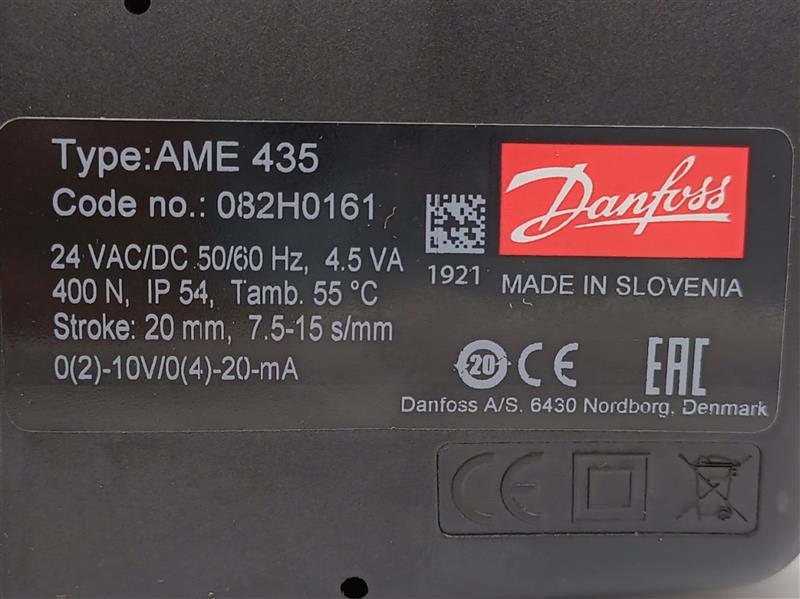 Type:AME 435
Code no.: 082H0161
24 VAC/DC 50/60 Hz, 4.5 VA
400 N, IP 54, Tamb. 55 °C
Stroke: 20 mm, 7.5-15 s/mm
0(2)-10V/0(4)-20-mA
1921
Danfoss
MADE IN SLOVENIA
20 CE EAC
Danfoss A/S. 6430 Nordborg, Denmark
CE